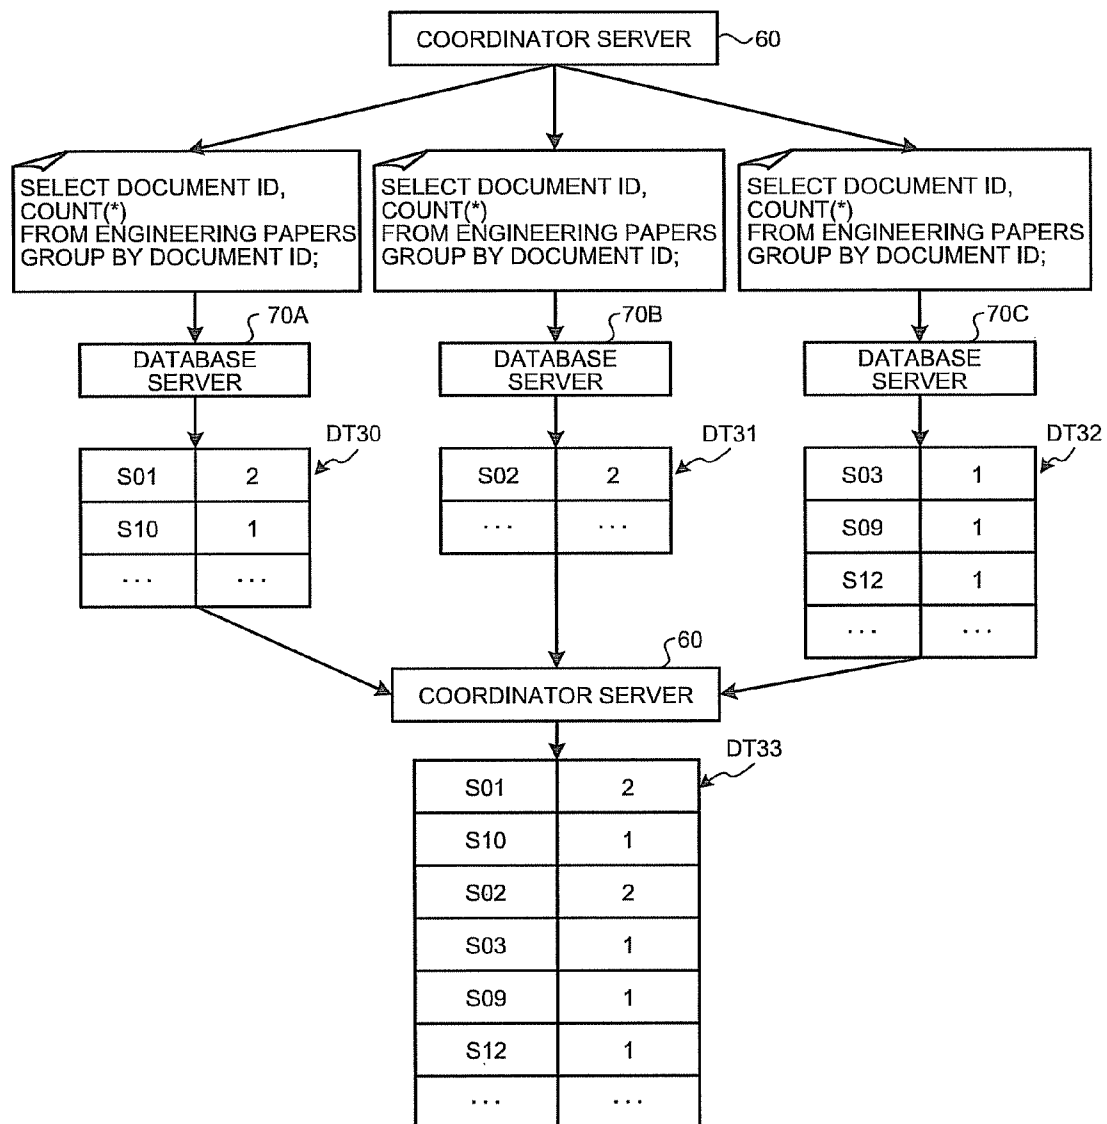 COORDINATOR SERVER
60
SELECT DOCUMENT ID,
COUNT(*)
FROM ENGINEERING PAPERS
GROUP BY DOCUMENT ID;
SELECT DOCUMENT ID,
COUNT(*)
FROM ENGINEERING PAPERS
GROUP BY DOCUMENT ID;
SELECT DOCUMENT ID,
COUNT(*)
FROM ENGINEERING PAPERS
GROUP BY DOCUMENT ID;
70A
DATABASE
SERVER
70B
DATABASE
SERVER
70C
DATABASE
SERVER
DT30
S01 2
S10 1
... ...
DT31
S02 2
... ...
DT32
S03 1
S09 1
S12 1
... ...
60
COORDINATOR SERVER
DT33
S01 2
S10 1
S02 2
S03 1
S09 1
S12 1
... ...